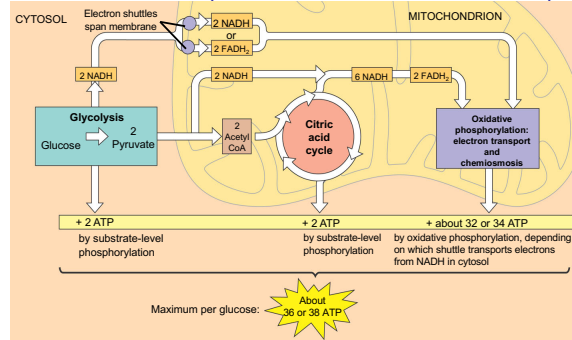 CYTOSOL
Electron shuttles
span membrane
MITOCHONDRION
2 NADH
or
2 FADH₂
2 NADH
2 NADH
6 NADH
2 FADH₂
Glycolysis
Glucose
2
Pyruvate
2
Acetyl
CoA
Citric
acid
cycle
Oxidative
phosphorylation:
electron transport
and
chemiosmosis
+ 2 ATP
+ 2 ATP
+ about 32 or 34 ATP
by substrate-level
phosphorylation
by substrate-level
phosphorylation
by oxidative phosphorylation, depending
on which shuttle transports electrons
from NADH in cytosol
Maximum per glucose:
About
36 or 38 ATP